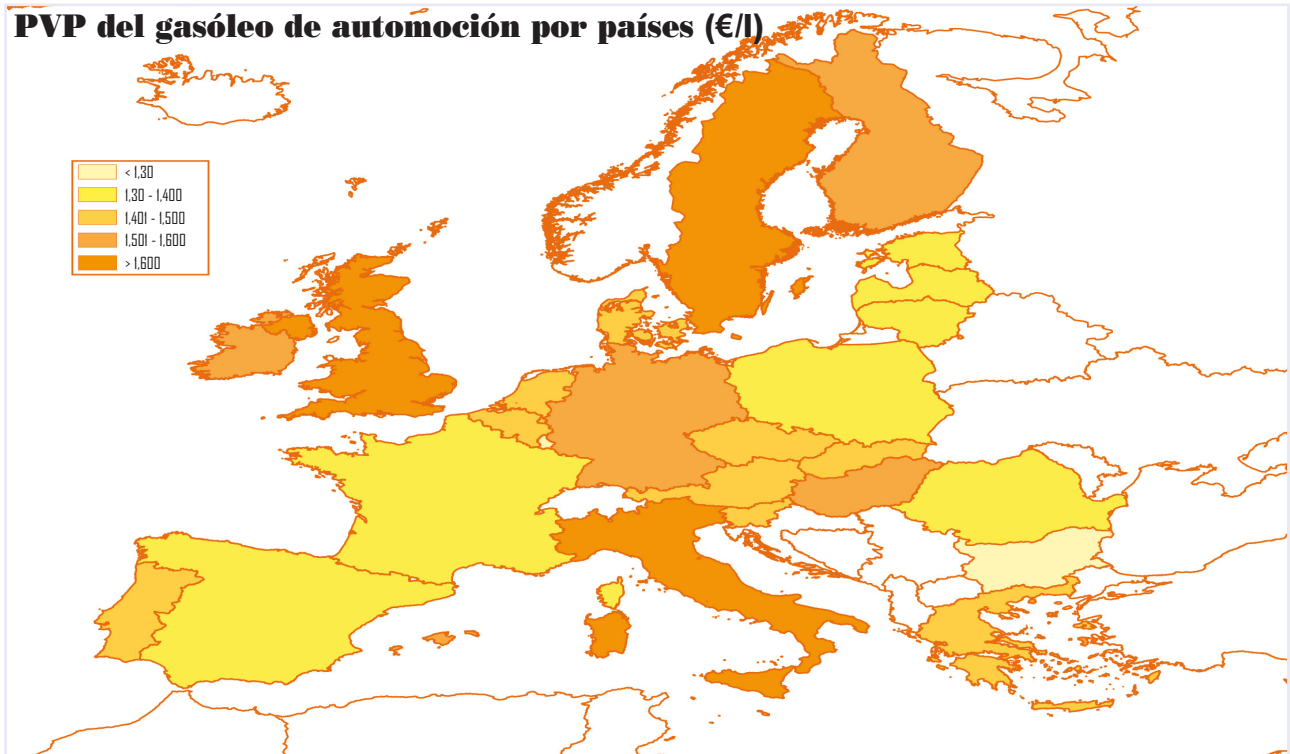 PVP del gasóleo de automoción por países (€/l)
< 1,30
1,30 - 1,400
1,401 - 1,500
1,501 - 1,600
> 1,600